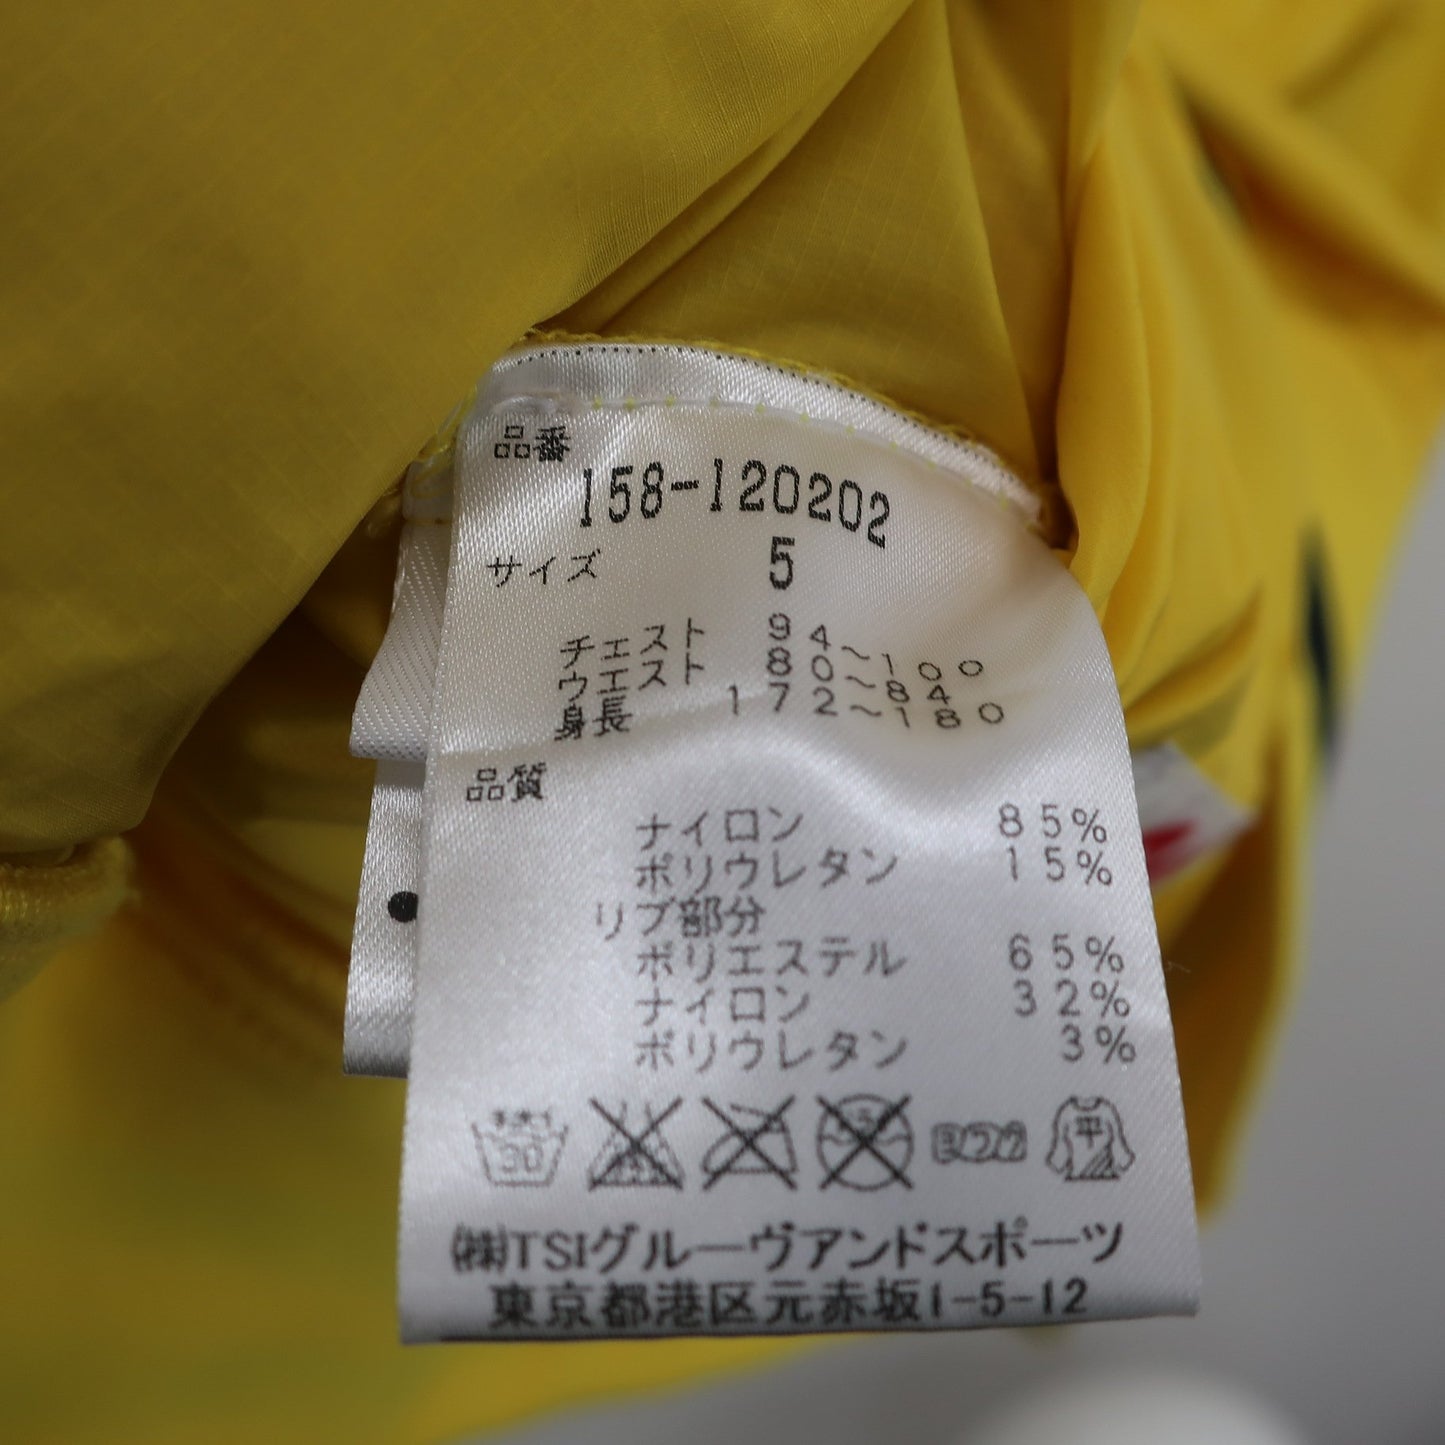 品番
158-120202
サイズ 5
チェスト 94~100
ウエスト 80~84
身長 172~180
品質
ナイロン 85%
ポリウレタン 15%
リブ部分
ポリエステル 65%
ナイロン 32%
ポリウレタン 3%
30 平
(株)TSIグルーヴアンドスポーツ
東京都港区元赤坂1-5-12